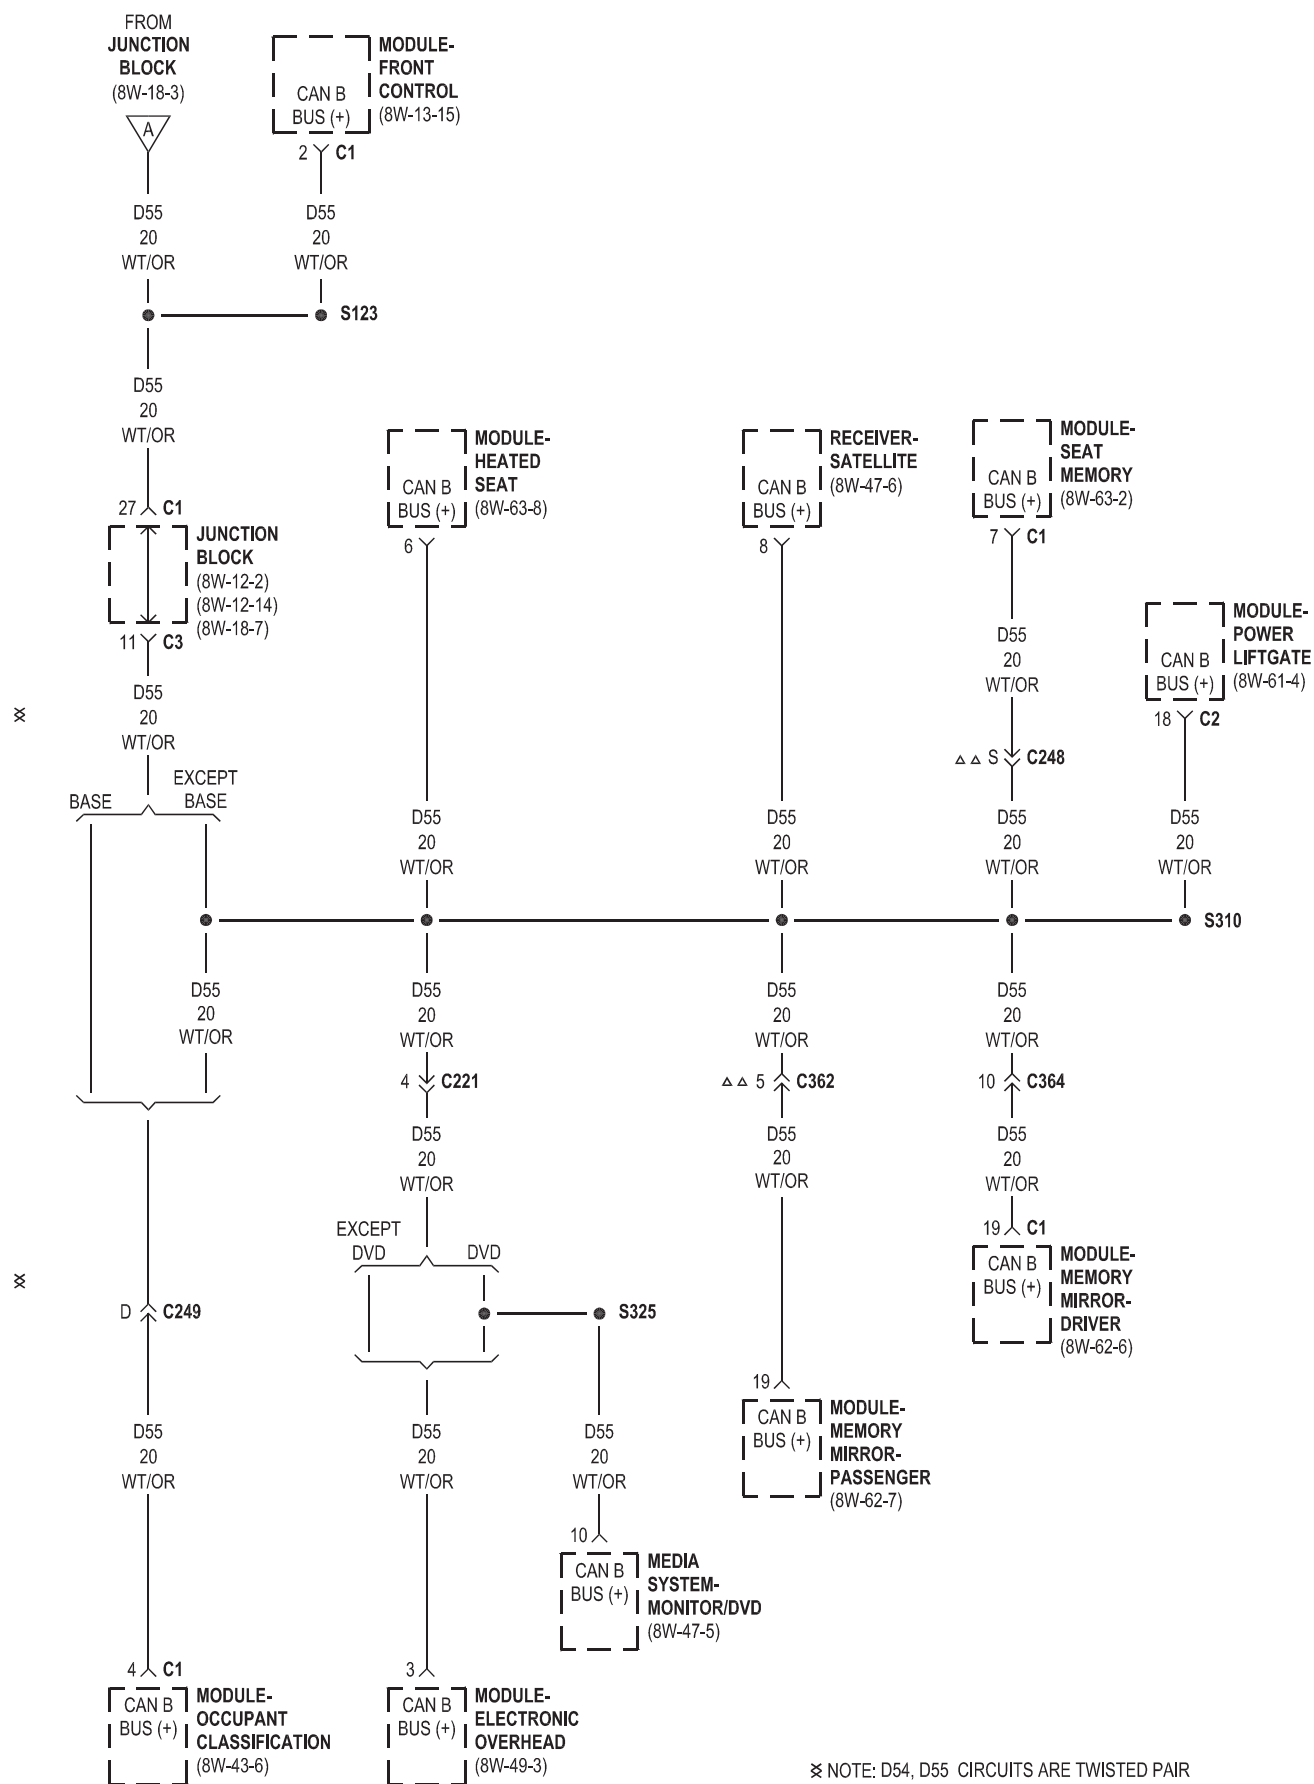 FROM
JUNCTION
BLOCK
(8W-18-3)
A
CAN B
BUS (+)
MODULE-
FRONT
CONTROL
(8W-13-15)
2 C1
D55
20
WT/OR
D55
20
WT/OR
S123
D55
20
WT/OR
27 C1
JUNCTION
BLOCK
(8W-12-2)
(8W-12-14)
(8W-18-7)
11 C3
D55
20
WT/OR
CAN B
BUS (+)
MODULE-
HEATED
SEAT
(8W-63-8)
6
CAN B
BUS (+)
RECEIVER-
SATELLITE
(8W-47-6)
8
CAN B
BUS (+)
MODULE-
SEAT
MEMORY
(8W-63-2)
7 C1
D55
20
WT/OR
S C248
CAN B
BUS (+)
MODULE-
POWER
LIFTGATE
(8W-61-4)
18 C2
BASE
EXCEPT
BASE
D55
20
WT/OR
D55
20
WT/OR
D55
20
WT/OR
D55
20
WT/OR
S310
D55
20
WT/OR
D55
20
WT/OR
D55
20
WT/OR
D55
20
WT/OR
4 C221
5 C362
10 C364
D55
20
WT/OR
D55
20
WT/OR
D55
20
WT/OR
EXCEPT
DVD
DVD
19 C1
CAN B
BUS (+)
MODULE-
MEMORY
MIRROR-
DRIVER
(8W-62-6)
D C249
S325
19
CAN B
BUS (+)
MODULE-
MEMORY
MIRROR-
PASSENGER
(8W-62-7)
D55
20
WT/OR
D55
20
WT/OR
D55
20
WT/OR
10
CAN B
BUS (+)
MEDIA
SYSTEM-
MONITOR/DVD
(8W-47-5)
4 C1
CAN B
BUS (+)
MODULE-
OCCUPANT
CLASSIFICATION
(8W-43-6)
3
CAN B
BUS (+)
MODULE-
ELECTRONIC
OVERHEAD
(8W-49-3)
NOTE: D54, D55 CIRCUITS ARE TWISTED PAIR